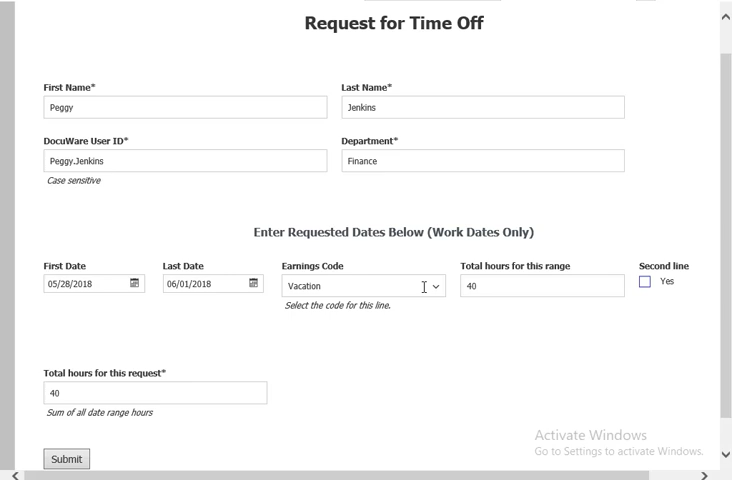 Request for Time Off
First Name* Last Name*
Peggy Jenkins
DocuWare User ID* Department*
Peggy.Jenkins Finance
Case sensitive
Enter Requested Dates Below (Work Dates Only)
First Date Last Date Earnings Code Total hours for this range Second line
05/28/2018 06/01/2018 Vacation 40 Yes
Select the code for this line.
Total hours for this request*
40
Sum of all date range hours
Activate Windows
Go to Settings to activate Windows.
Submit